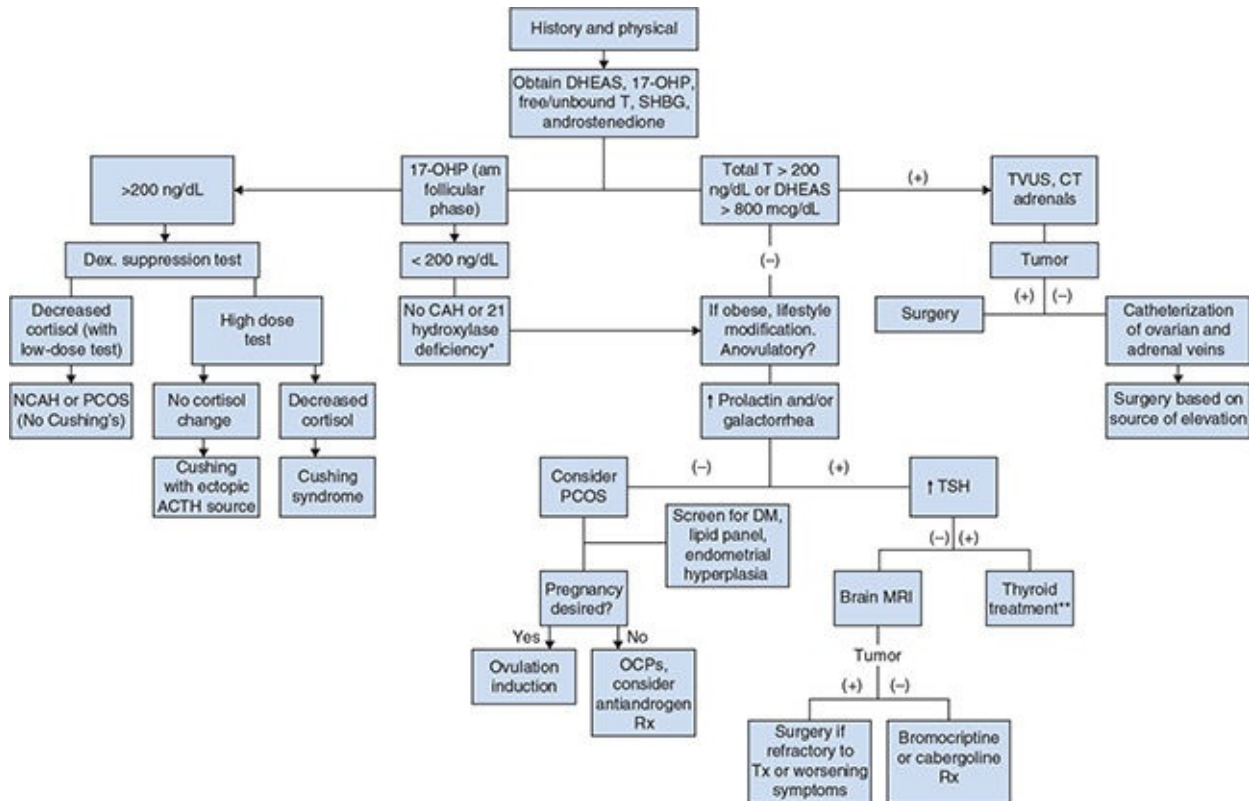 History and physical
Obtain DHEAS, 17-OHP,
free/unbound T, SHBG,
androstenedione
>200 ng/dL
17-OHP (am
follicular
phase)
Total T > 200
ng/dL or DHEAS
> 800 mcg/dL
(+)
TVUS, CT
adrenals
Dex. suppression test
< 200 ng/dL
(–)
Tumor
(+) (–)
Decreased
cortisol (with
low-dose test)
High dose
test
No CAH or 21
hydroxylase
deficiency*
If obese, lifestyle
modification.
Anovulatory?
Surgery
Catheterization
of ovarian and
adrenal veins
NCAH or PCOS
(No Cushing's)
No cortisol
change
Decreased
cortisol
↑ Prolactin and/or
galactorrhea
Surgery based on
source of elevation
Cushing
with ectopic
ACTH source
Cushing
syndrome
(–) (+)
Consider
PCOS
↑ TSH
Screen for DM,
lipid panel,
endometrial
hyperplasia
(–) (+)
Pregnancy
desired?
Brain MRI
Thyroid
treatment**
Yes No
Ovulation
induction
OCPs,
consider
antiandrogen
Rx
Tumor
(+) (–)
Surgery if
refractory to
Tx or worsening
symptoms
Bromocriptine
or cabergoline
Rx